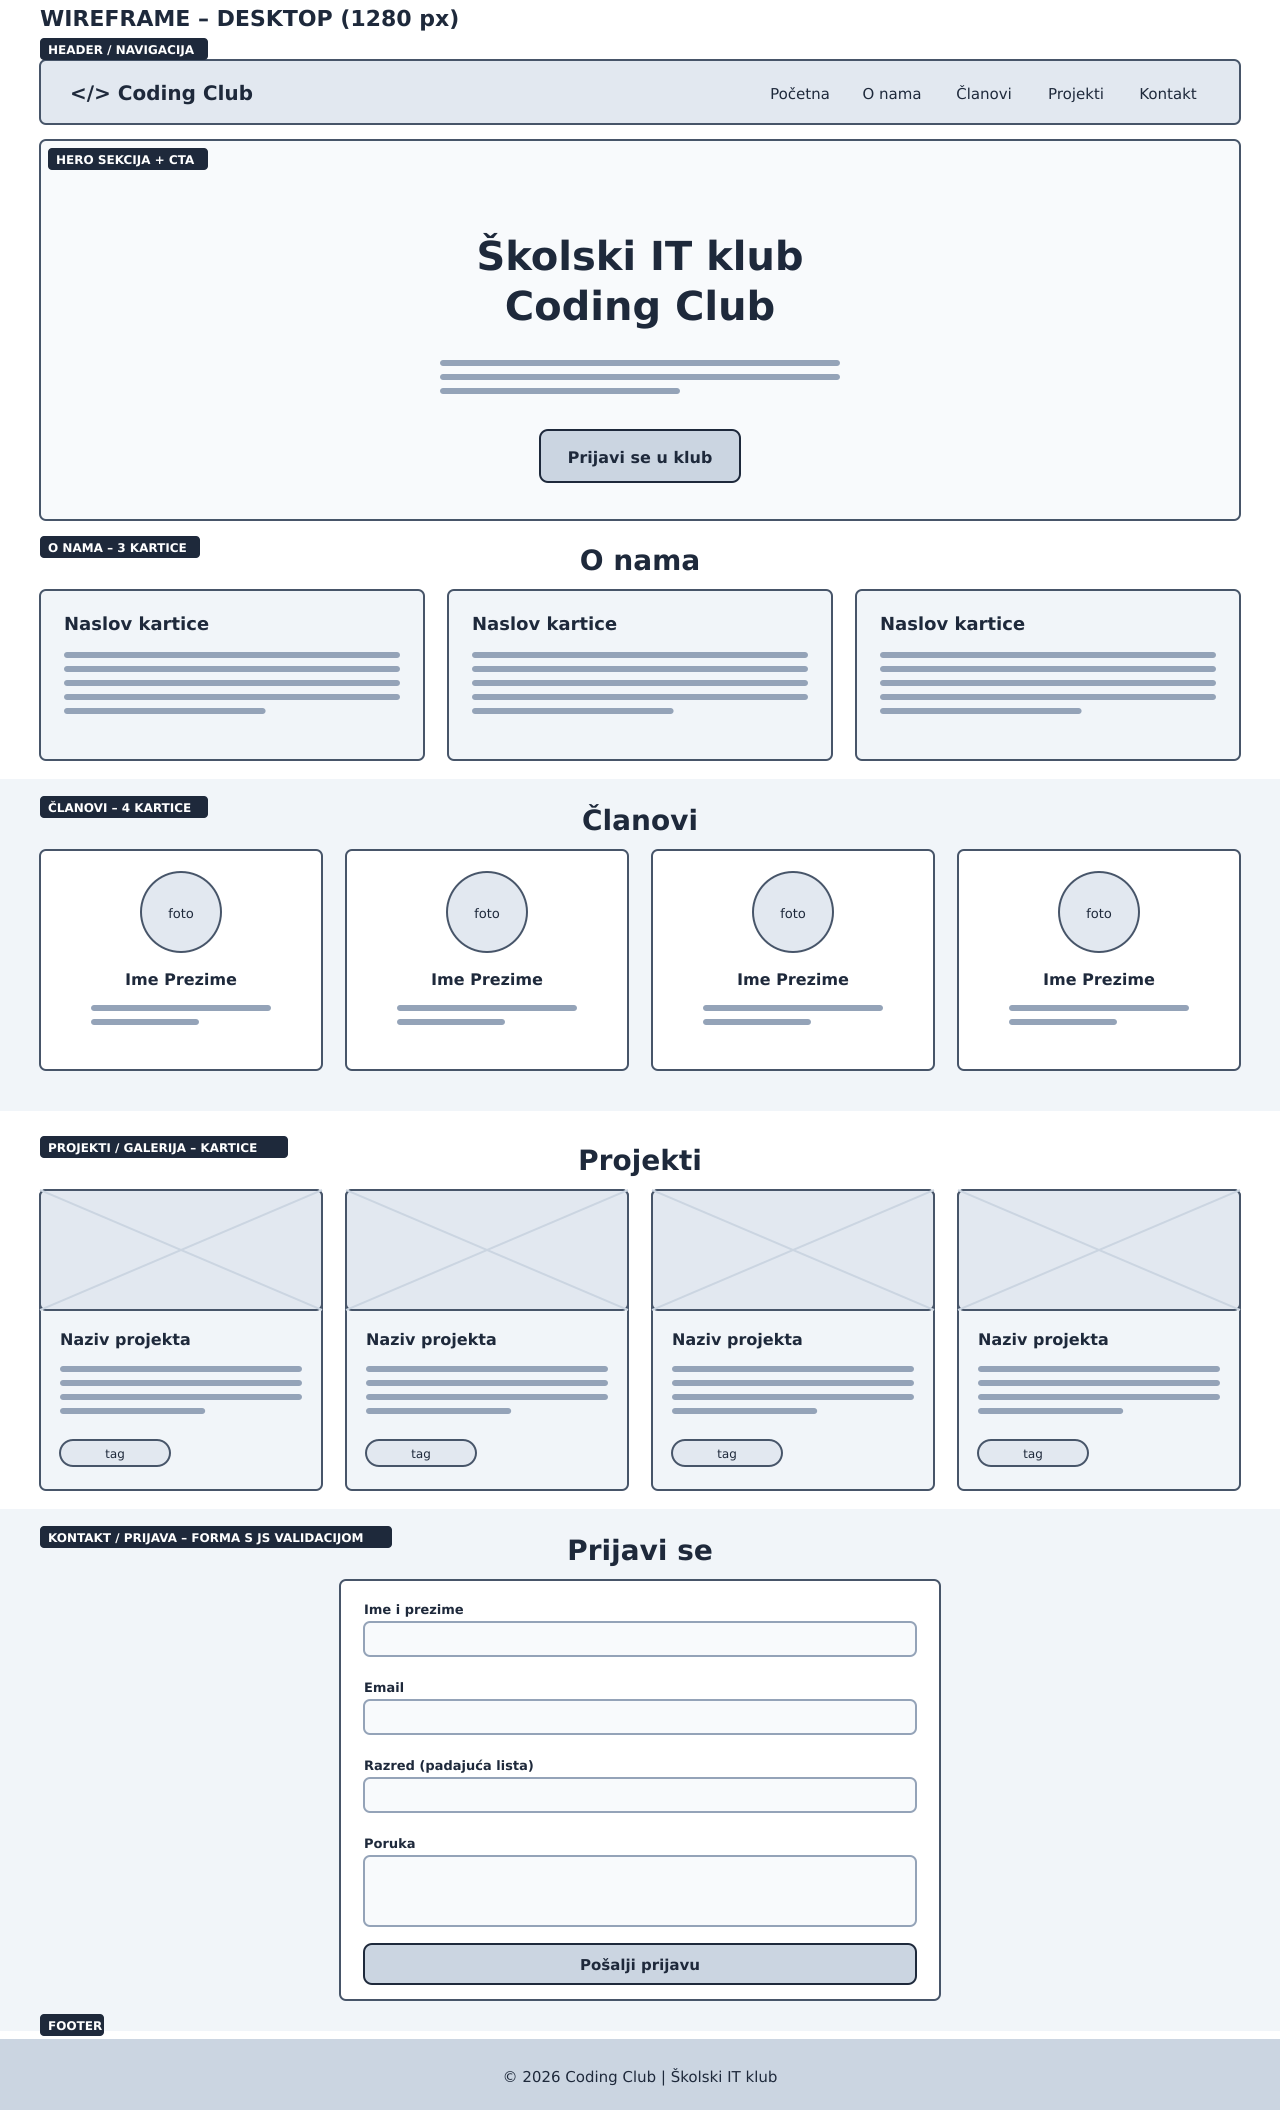 WIREFRAME – DESKTOP (1280 px)
HEADER / NAVIGACIJA
</> Coding Club
Početna O nama Članovi Projekti Kontakt
HERO SEKCIJA + CTA
Školski IT klub
Coding Club
Prijavi se u klub
O NAMA – 3 KARTICE
O nama
Naslov kartice
Naslov kartice
Naslov kartice
ČLANOVI – 4 KARTICE
Članovi
foto
foto
foto
foto
Ime Prezime
Ime Prezime
Ime Prezime
Ime Prezime
PROJEKTI / GALERIJA – KARTICE
Projekti
Naziv projekta
Naziv projekta
Naziv projekta
Naziv projekta
tag
tag
tag
tag
KONTAKT / PRIJAVA – FORMA S JS VALIDACIJOM
Prijavi se
Ime i prezime
Email
Razred (padajuća lista)
Poruka
Pošalji prijavu
FOOTER
© 2026 Coding Club | Školski IT klub